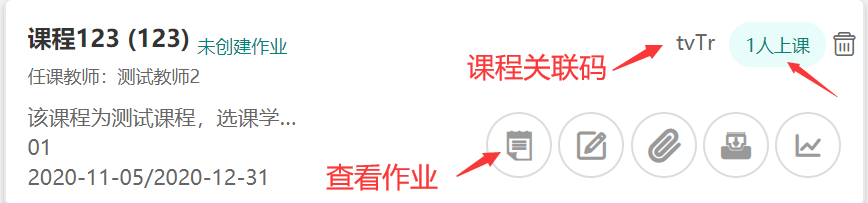 课程123 (123) 未创建作业
课程关联码
tvTr
1人上课
任课教师：测试教师2
该课程为测试课程，选课学...
01
查看作业
2020-11-05/2020-12-31